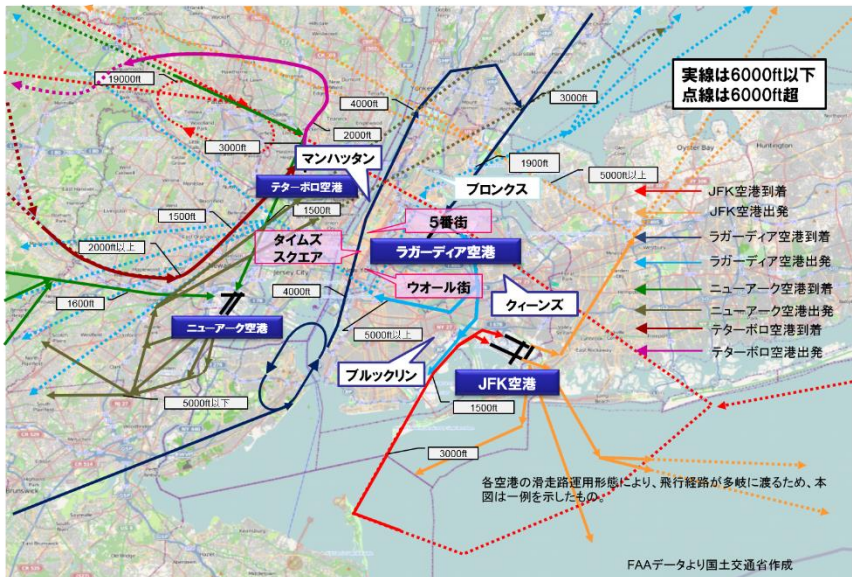 19000ft
4000ft
3000ft
実線は6000ft以下
点線は6000ft超
2000ft
3000ft
マンハッタン
1900ft
5000ft以上
テターボロ空港
ブロンクス
1500ft
1500ft
5番街
2000ft以上
タイムズ
スクエア
ラガーディア空港
ウオール街
4000ft
クィーンズ
1600ft
ニューアーク空港
5000ft以上
ブルックリン
JFK空港
5000ft以下
1500ft
3000ft
JFK空港到着
JFK空港出発
ラガーディア空港到着
ラガーディア空港出発
ニューアーク空港到着
ニューアーク空港出発
テターボロ空港到着
テターボロ空港出発
Oyster Bay
Huntington
Jersey City
各空港の滑走路運用形態により、飛行経路が多岐に渡るため、本
図は一例を示したもの。
FAAデータより国土交通省作成